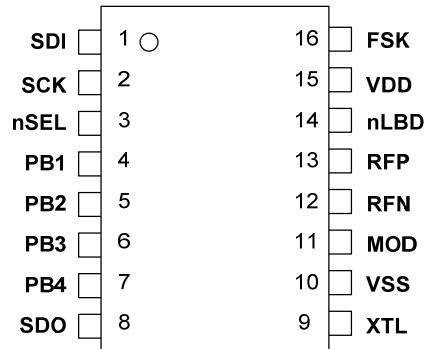 SDI 1 16 FSK
SCK 2 15 VDD
nSEL 3 14 nLBD
PB1 4 13 RFP
PB2 5 12 RFN
PB3 6 11 MOD
PB4 7 10 VSS
SDO 8 9 XTL